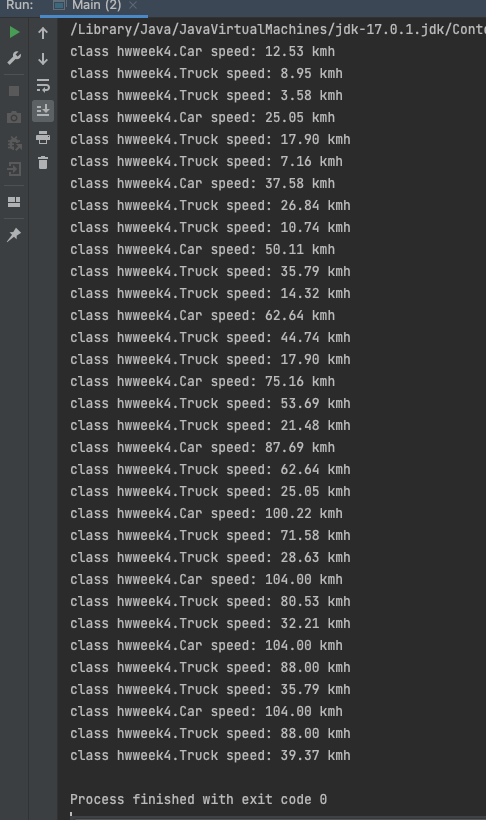 Run: Main (2) ×
/Library/Java/JavaVirtualMachines/jdk-17.0.1.jdk/Conte
class hwweek4.Car speed: 12.53 kmh
class hwweek4.Truck speed: 8.95 kmh
class hwweek4.Truck speed: 3.58 kmh
class hwweek4.Car speed: 25.05 kmh
class hwweek4.Truck speed: 17.90 kmh
class hwweek4.Truck speed: 7.16 kmh
class hwweek4.Car speed: 37.58 kmh
class hwweek4.Truck speed: 26.84 kmh
class hwweek4.Truck speed: 10.74 kmh
class hwweek4.Car speed: 50.11 kmh
class hwweek4.Truck speed: 35.79 kmh
class hwweek4.Truck speed: 14.32 kmh
class hwweek4.Car speed: 62.64 kmh
class hwweek4.Truck speed: 44.74 kmh
class hwweek4.Truck speed: 17.90 kmh
class hwweek4.Car speed: 75.16 kmh
class hwweek4.Truck speed: 53.69 kmh
class hwweek4.Truck speed: 21.48 kmh
class hwweek4.Car speed: 87.69 kmh
class hwweek4.Truck speed: 62.64 kmh
class hwweek4.Truck speed: 25.05 kmh
class hwweek4.Car speed: 100.22 kmh
class hwweek4.Truck speed: 71.58 kmh
class hwweek4.Truck speed: 28.63 kmh
class hwweek4.Car speed: 104.00 kmh
class hwweek4.Truck speed: 80.53 kmh
class hwweek4.Truck speed: 32.21 kmh
class hwweek4.Car speed: 104.00 kmh
class hwweek4.Truck speed: 88.00 kmh
class hwweek4.Truck speed: 35.79 kmh
class hwweek4.Car speed: 104.00 kmh
class hwweek4.Truck speed: 88.00 kmh
class hwweek4.Truck speed: 39.37 kmh
Process finished with exit code 0